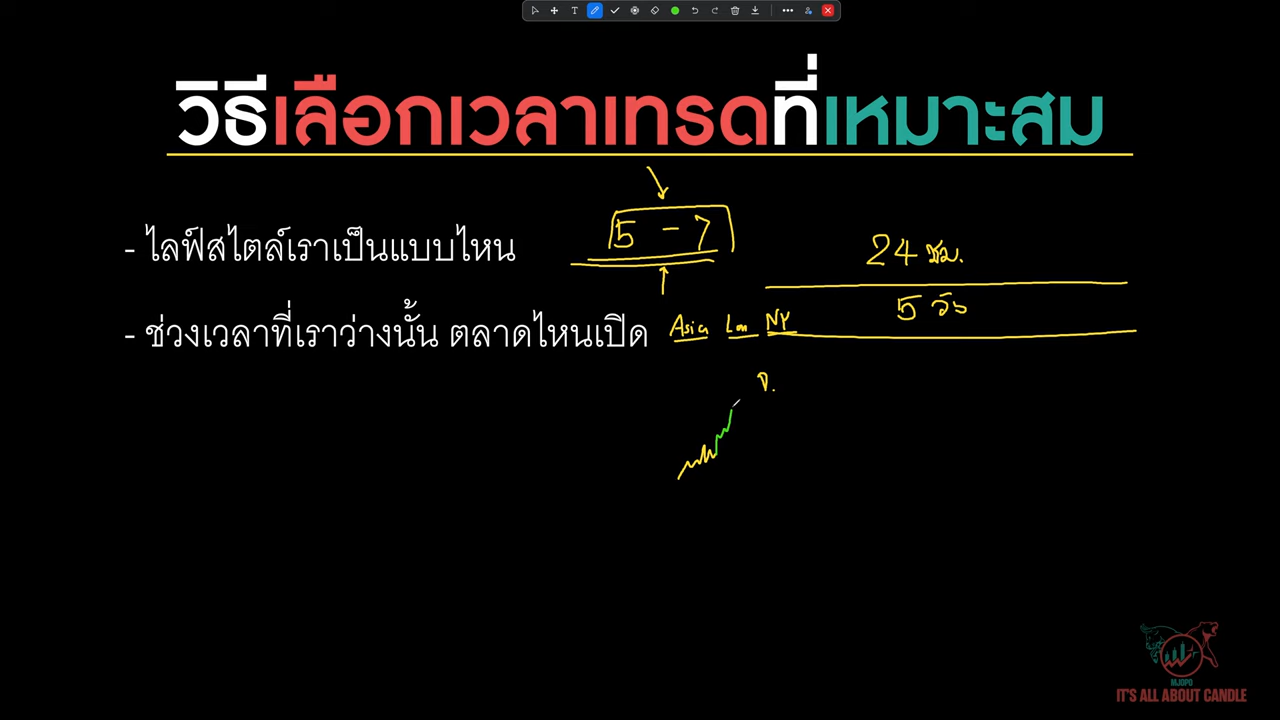 วิธีเลือกเวลาเทรดที่เหมาะสม
- ไลฟ์สไตล์เราเป็นแบบไหน
5 - 7
24 ชม.
5 วัน
- ช่วงเวลาที่เราว่างนั้น ตลาดไหนเปิด
Asia Lon NY
จ.
MJOPO
IT'S ALL ABOUT CANDLE